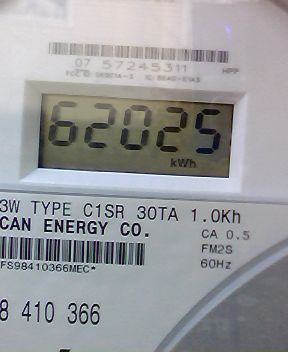 07 57245311
HPP
62025
kWh
3W TYPE C1SR 30TA 1.0Kh
CAN ENERGY CO.
CA 0.5
FM2S
60Hz
FS98410366MEC*
8 410 366